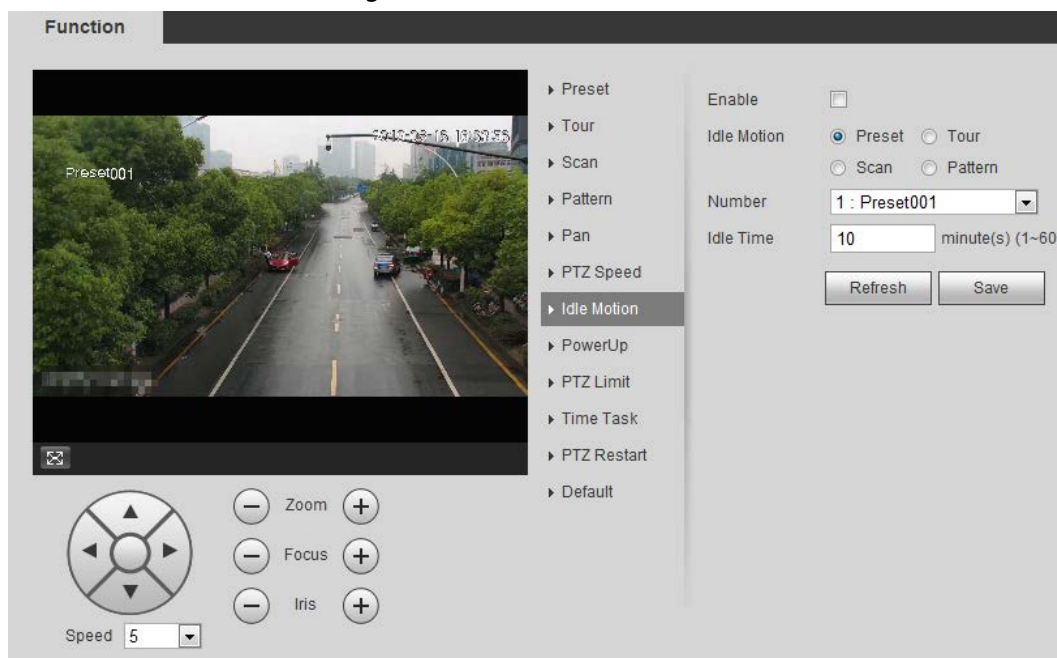 Function
Preset001
Preset
Tour
Scan
Pattern
Pan
PTZ Speed
Idle Motion
PowerUp
PTZ Limit
Time Task
PTZ Restart
Default
Enable
Idle Motion Preset Tour
Scan Pattern
Number 1 : Preset001
Idle Time 10 minute(s) (1~60
Refresh Save
Zoom
Focus
Iris
Speed 5